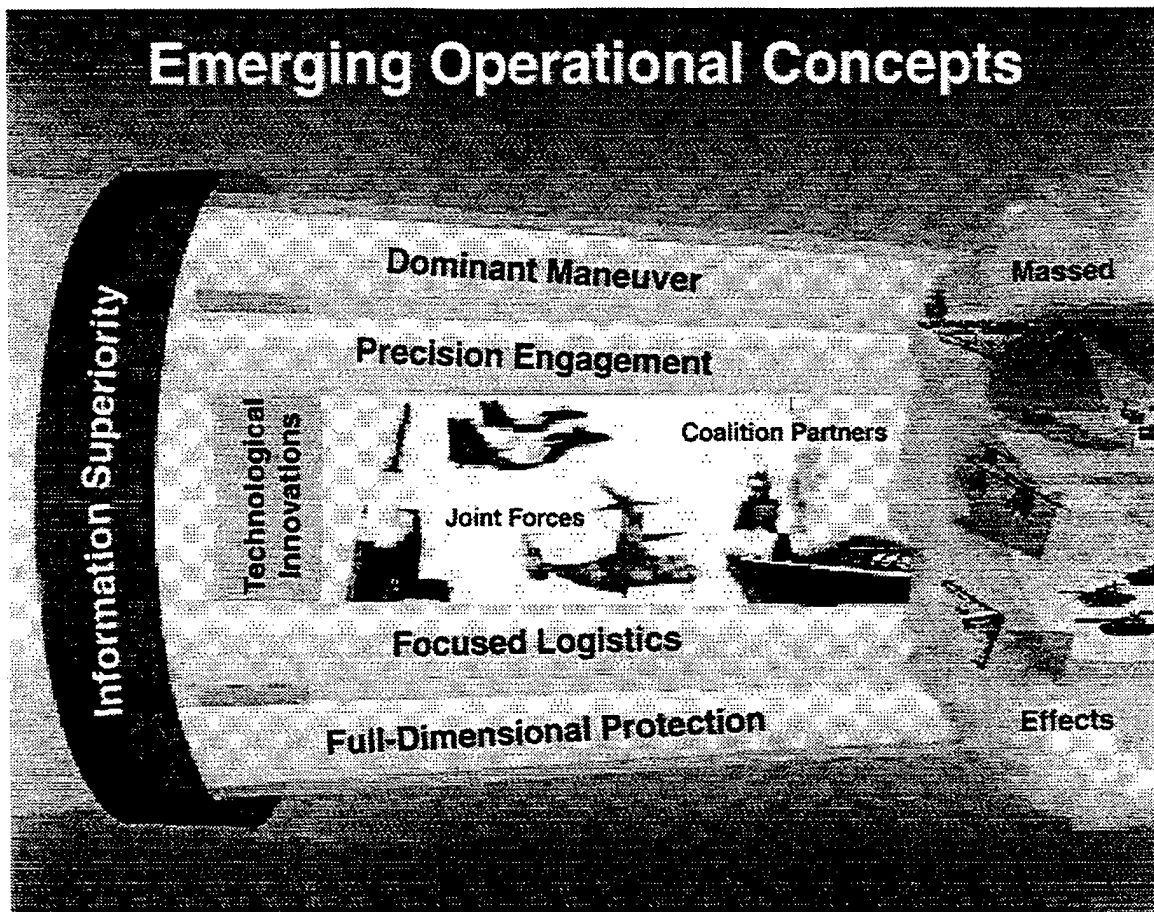 Emerging Operational Concepts
Information Superiority
Dominant Maneuver
Massed
Precision Engagement
Technological
Innovations
Coalition Partners
Joint Forces
Focused Logistics
Full-Dimensional Protection
Effects